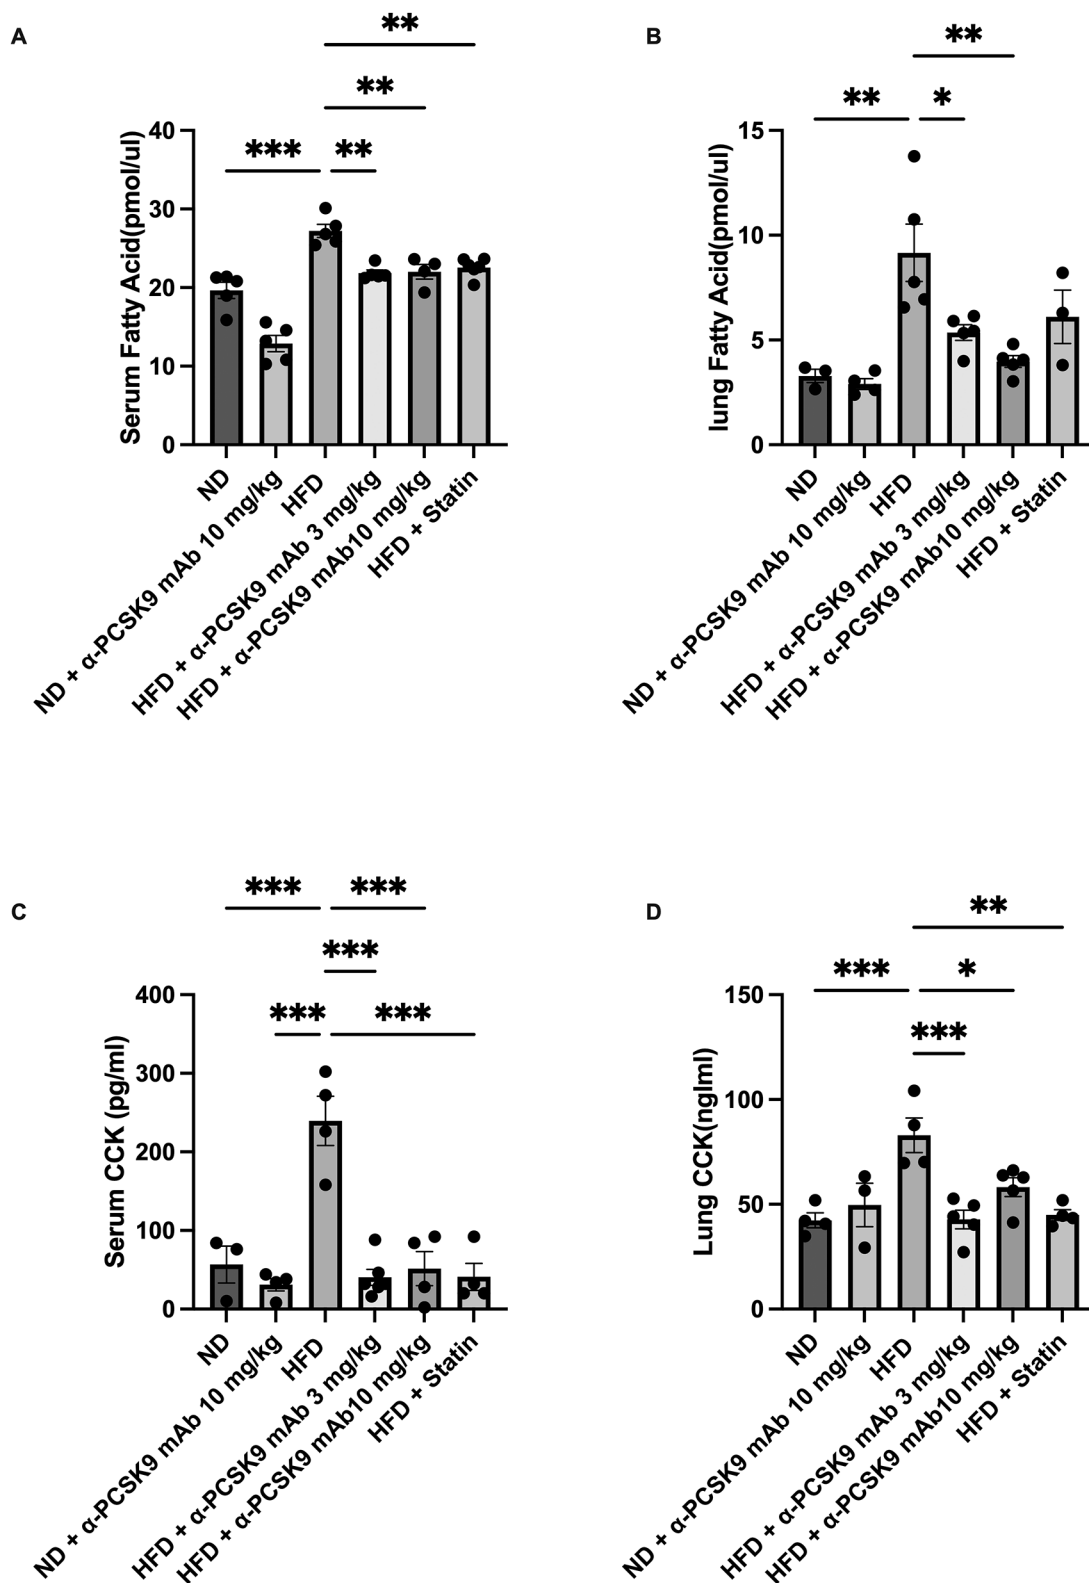 A
**
**
***
**
Serum Fatty Acid(pmol/ul)
40
30
20
10
0
ND
ND + α-PCSK9 mAb 10 mg/kg
HFD
HFD + α-PCSK9 mAb 3 mg/kg
HFD + α-PCSK9 mAb10 mg/kg
HFD + Statin
B
**
**
*
lung Fatty Acid(pmol/ul)
15
10
5
0
ND
ND + α-PCSK9 mAb 10 mg/kg
HFD
HFD + α-PCSK9 mAb 3 mg/kg
HFD + α-PCSK9 mAb10 mg/kg
HFD + Statin
C
***
***
***
***
***
Serum CCK (pg/ml)
400
300
200
100
0
ND
ND + α-PCSK9 mAb 10 mg/kg
HFD
HFD + α-PCSK9 mAb 3 mg/kg
HFD + α-PCSK9 mAb10 mg/kg
HFD + Statin
D
**
***
*
***
Lung CCK(nglml)
150
100
50
0
ND
ND + α-PCSK9 mAb 10 mg/kg
HFD
HFD + α-PCSK9 mAb 3 mg/kg
HFD + α-PCSK9 mAb10 mg/kg
HFD + Statin